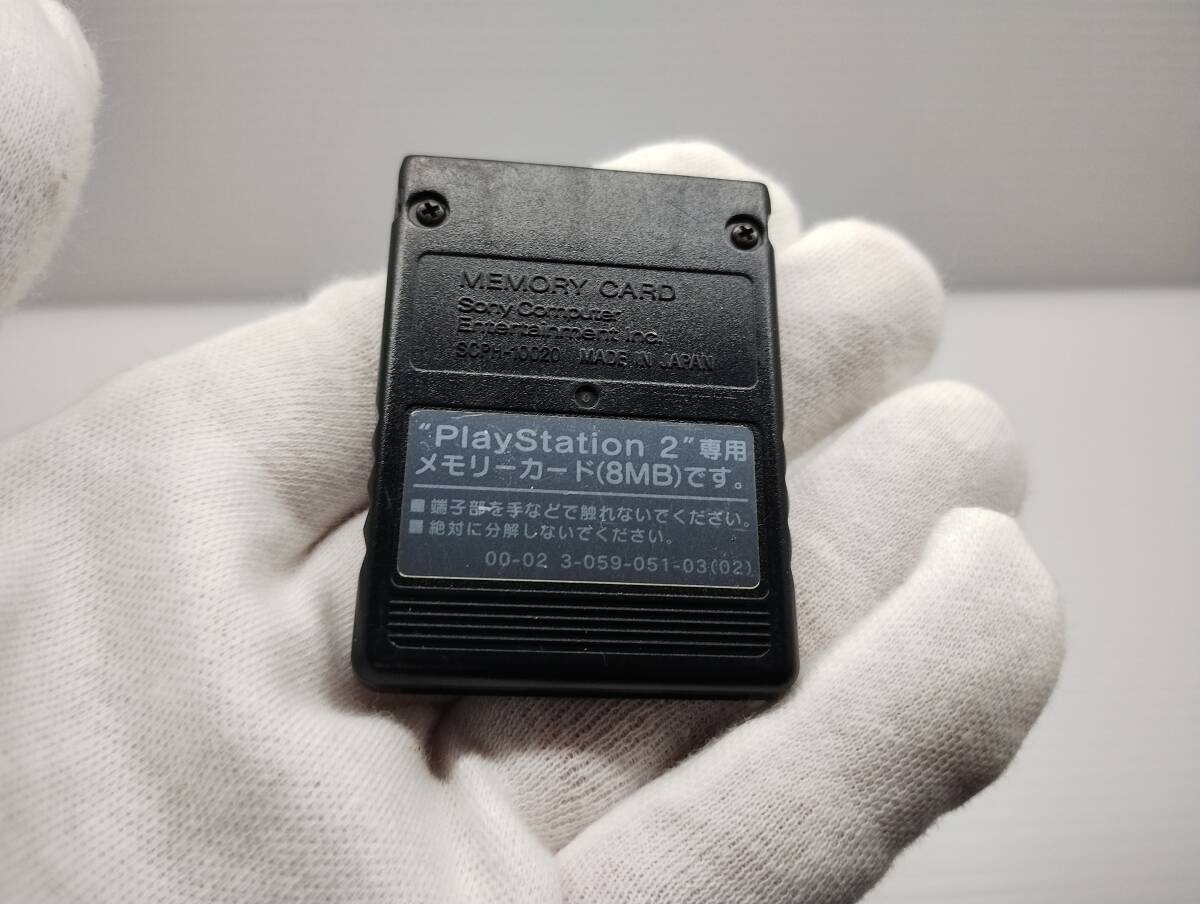 MEMORY CARD
Sony Computer
Entertainment Inc.
SCPH-10020 MADE IN JAPAN
“PlayStation 2”専用
メモリーカード(8MB)です。
■端子部を手などで触れないでください。
■絶対に分解しないでください。
00-02 3-059-051-03(02)